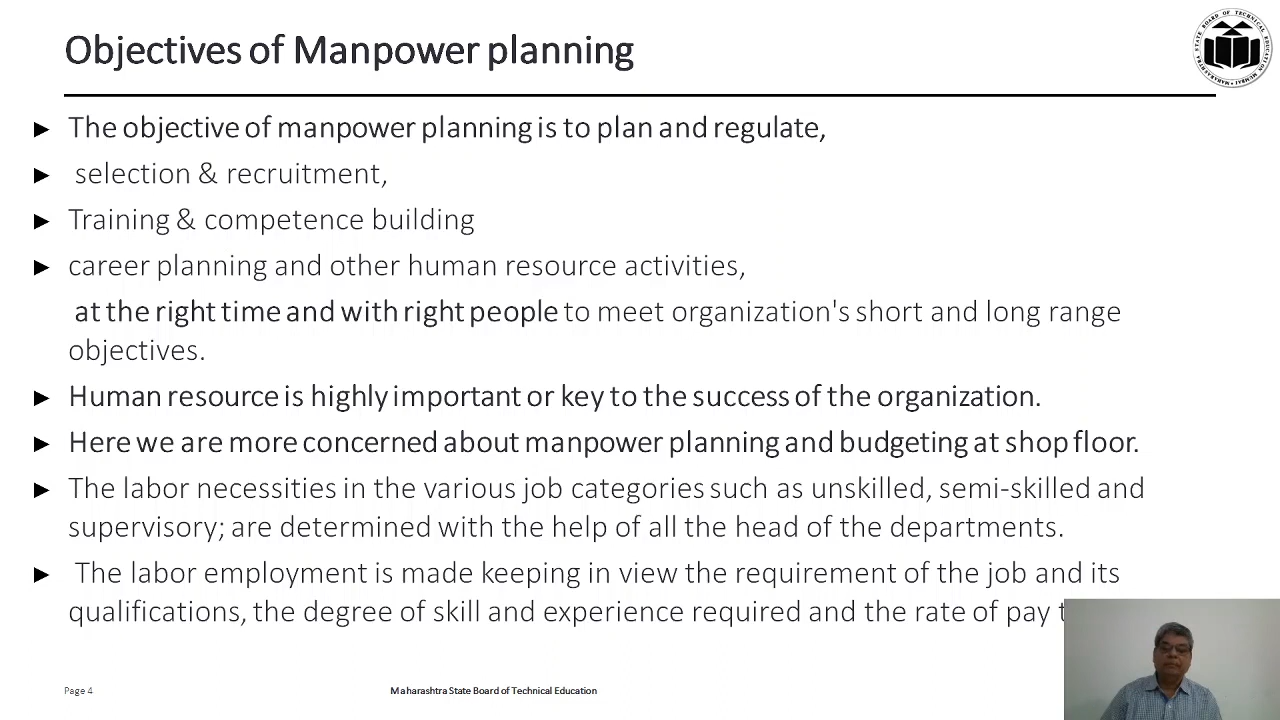 Objectives of Manpower planning
► The objective of manpower planning is to plan and regulate,
► selection & recruitment,
► Training & competence building
► career planning and other human resource activities,
at the right time and with right people to meet organization's short and long range
objectives.
► Human resource is highly important or key to the success of the organization.
► Here we are more concerned about manpower planning and budgeting at shop floor.
► The labor necessities in the various job categories such as unskilled, semi-skilled and
supervisory; are determined with the help of all the head of the departments.
► The labor employment is made keeping in view the requirement of the job and its
qualifications, the degree of skill and experience required and the rate of pay
Page 4
Maharashtra State Board of Technical Education